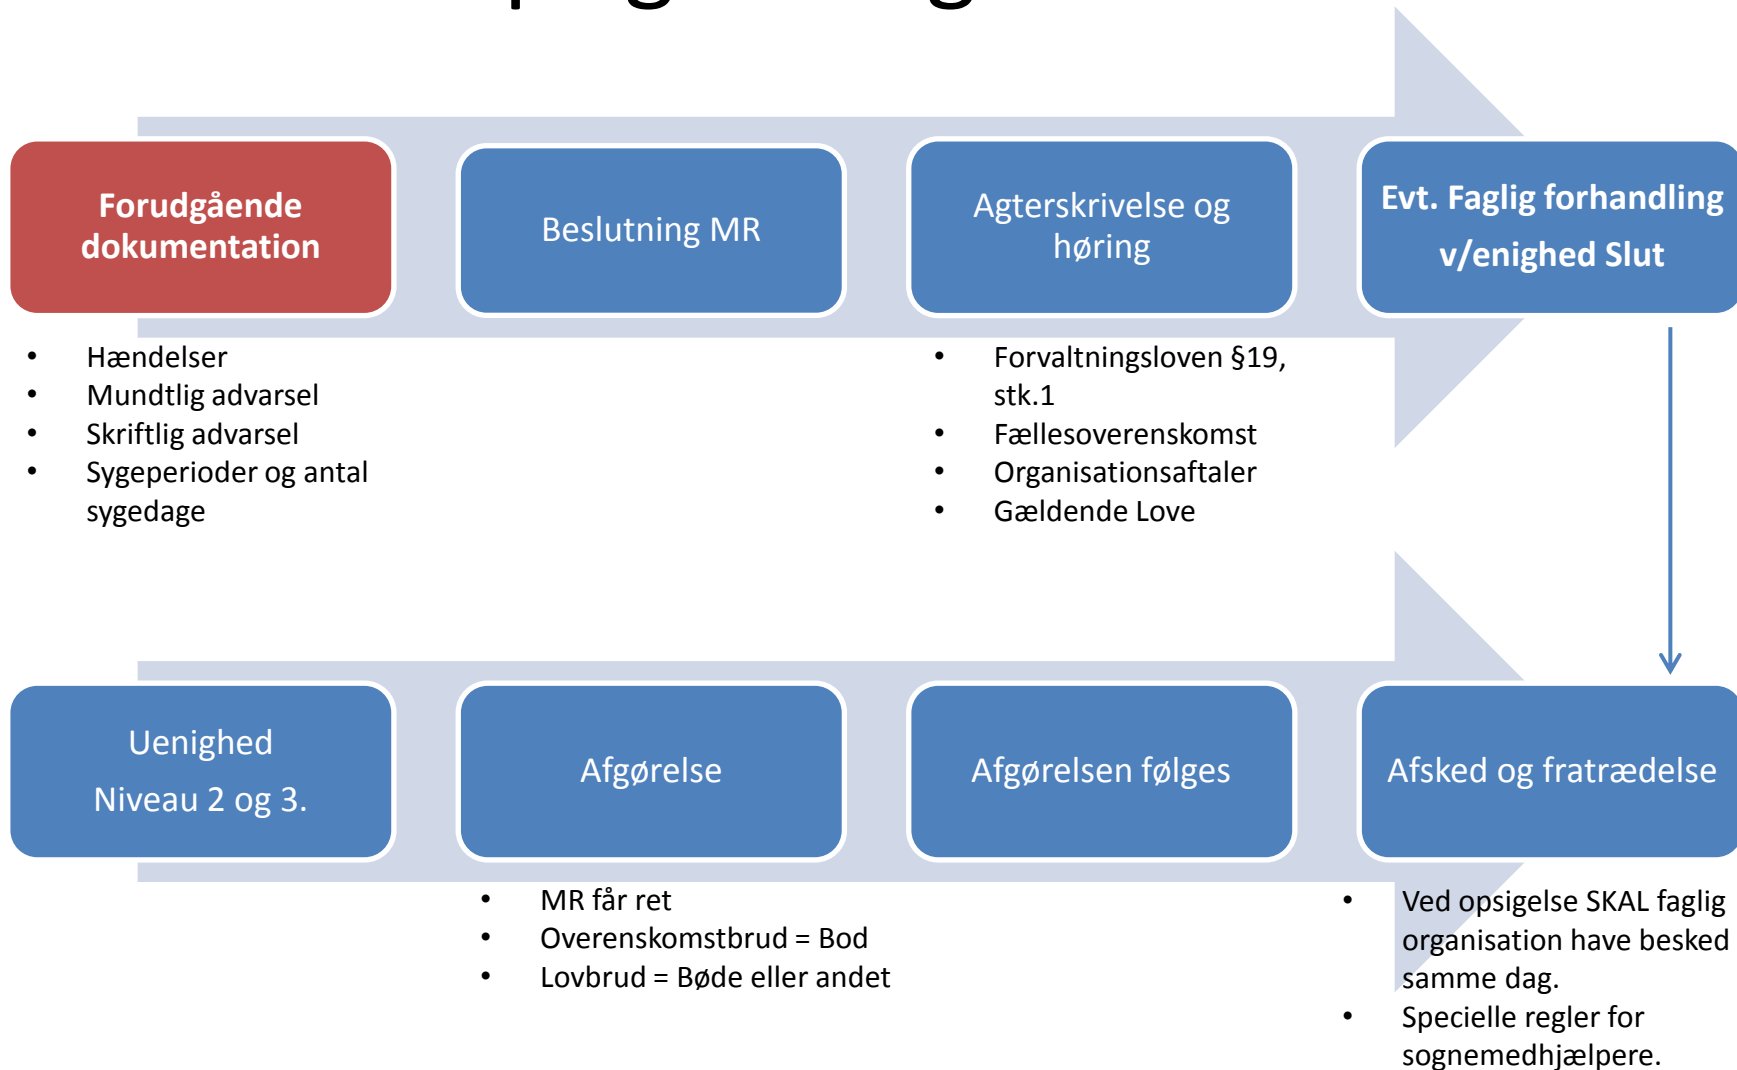 Forudgående
dokumentation
Beslutning MR
Agterskrivelse og
høring
Evt. Faglig forhandling
v/enighed Slut
• Hændelser
• Mundtlig advarsel
• Skriftlig advarsel
• Sygeperioder og antal
sygedage
• Forvaltningsloven §19,
stk.1
• Fællesoverenskomst
• Organisationsaftaler
• Gældende Love
Uenighed
Niveau 2 og 3.
Afgørelse
Afgørelsen følges
Afsked og fratrædelse
• MR får ret
• Overenskomstbrud = Bod
• Lovbrud = Bøde eller andet
• Ved opsigelse SKAL faglig
organisation have besked
samme dag.
• Specielle regler for
sognemedhjælpere.